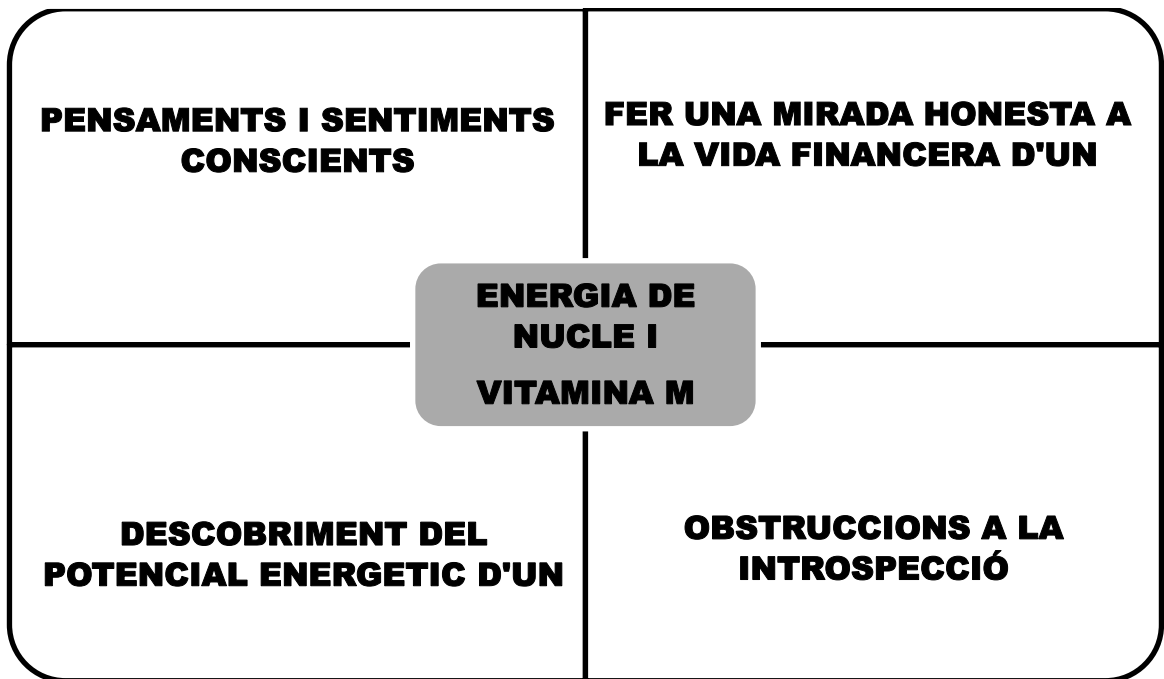 PENSAMENTS I SENTIMENTS
CONSCIENTS
FER UNA MIRADA HONESTA A
LA VIDA FINANCERA D'UN
ENERGIA DE
NUCLE I
VITAMINA M
DESCOBRIMENT DEL
POTENCIAL ENERGETIC D'UN
OBSTRUCCIONS A LA
INTROSPECCIÓ